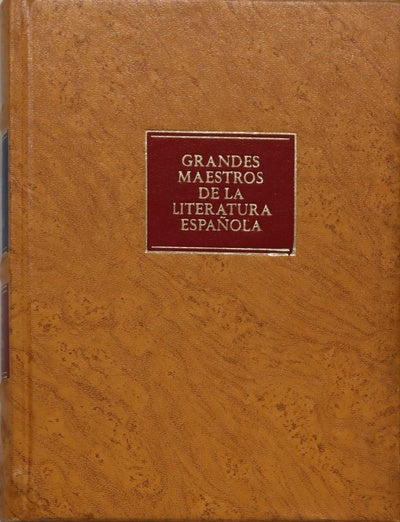 GRANDES
MAESTROS
DE LA
LITERATURA
ESPAÑOLA